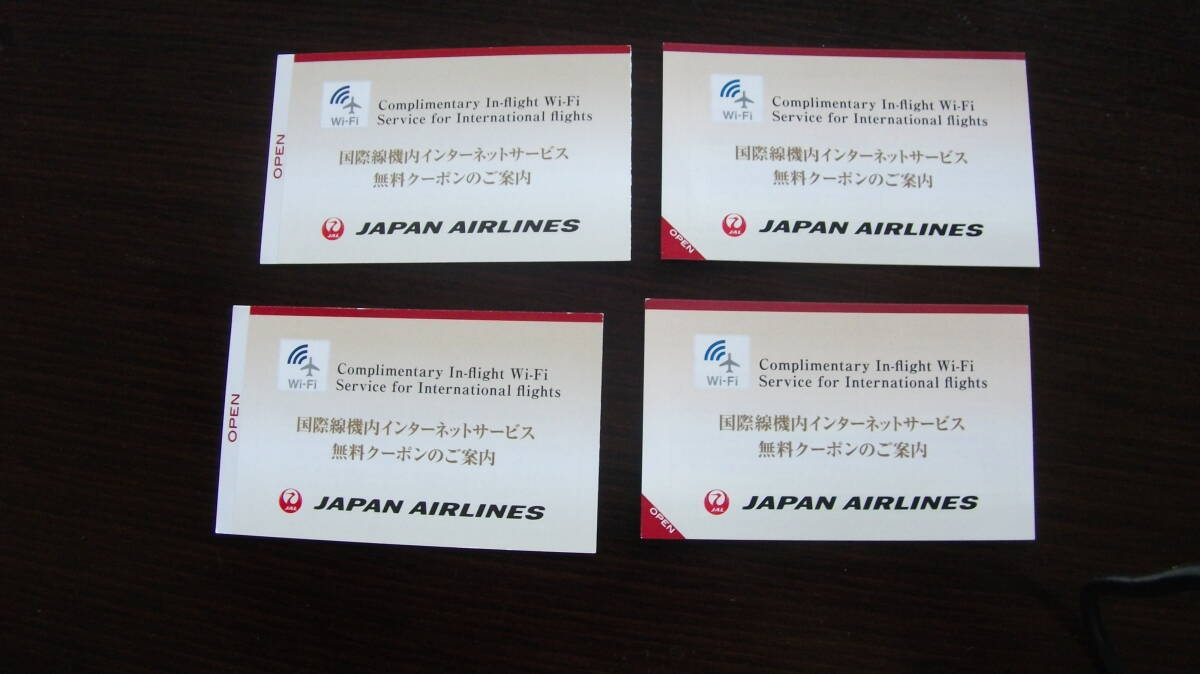 OPEN
Wi-Fi
Complimentary In-flight Wi-Fi
Service for International flights
国際線機内インターネットサービス
無料クーポンのご案内
JAL
JAPAN AIRLINES
Wi-Fi
Complimentary In-flight Wi-Fi
Service for International flights
国際線機内インターネットサービス
無料クーポンのご案内
OPEN
JAL
JAPAN AIRLINES
OPEN
Wi-Fi
Complimentary In-flight Wi-Fi
Service for International flights
国際線機内インターネットサービス
無料クーポンのご案内
JAL
JAPAN AIRLINES
Wi-Fi
Complimentary In-flight Wi-Fi
Service for International flights
国際線機内インターネットサービス
無料クーポンのご案内
OPEN
JAL
JAPAN AIRLINES